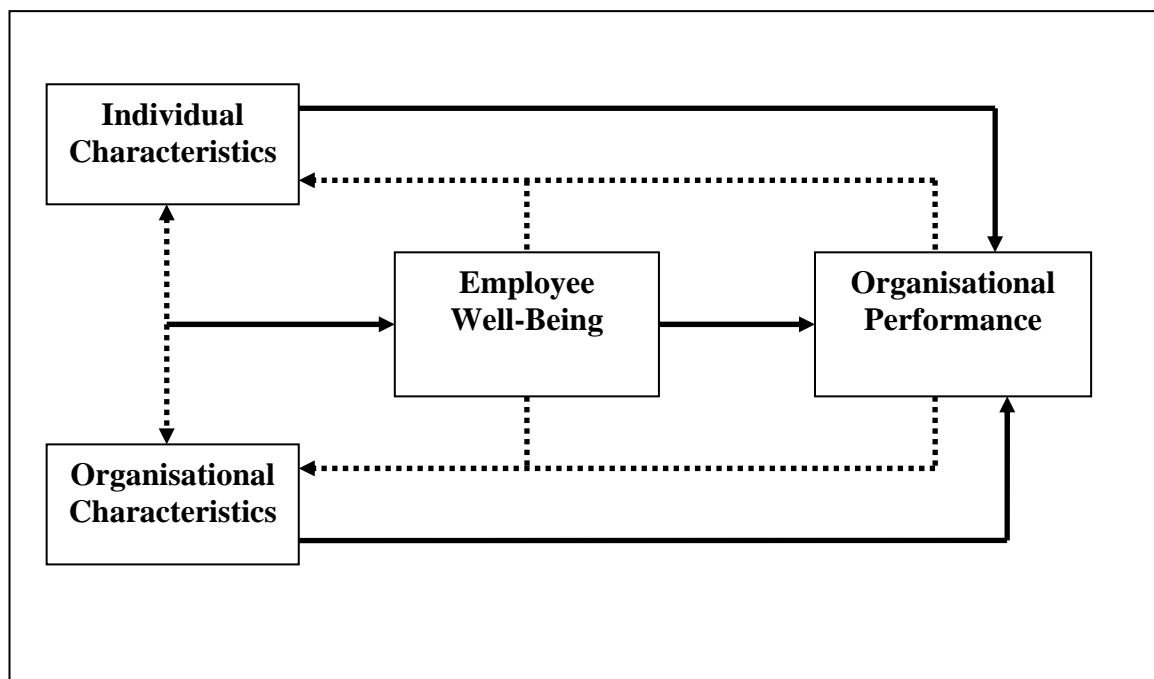 Individual
Characteristics
Employee
Well-Being
Organisational
Performance
Organisational
Characteristics